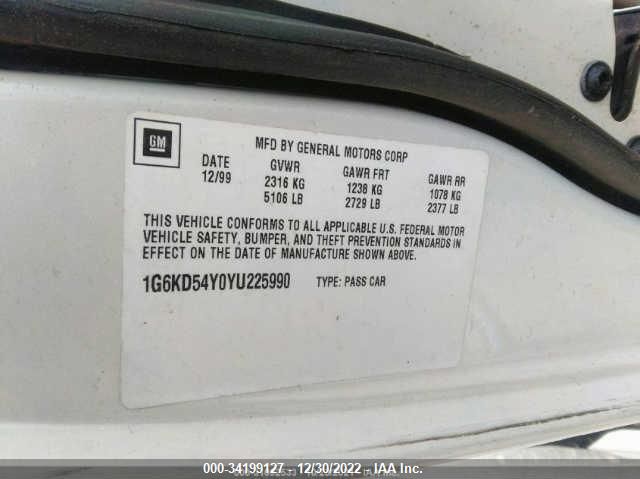 GM
MFD BY GENERAL MOTORS CORP
DATE GVWR GAWR FRT GAWR RR
12/99 2316 KG 1238 KG 1078 KG
5106 LB 2729 LB 2377 LB
THIS VEHICLE CONFORMS TO ALL APPLICABLE U.S. FEDERAL MOTOR
VEHICLE SAFETY, BUMPER, AND THEFT PREVENTION STANDARDS IN
EFFECT ON THE DATE OF MANUFACTURE SHOWN ABOVE.
1G6KD54Y0YU225990 TYPE: PASS CAR
000-34199127 - 12/30/2022 - IAA Inc.